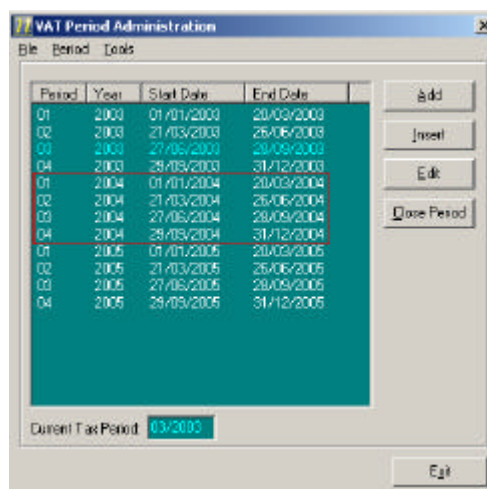 VAT Period Administration
File Period Tools
Period Year Start Date End Date
01 2003 01/01/2003 20/03/2003
02 2003 21/03/2003 26/06/2003
03 2003 27/06/2003 28/09/2003
04 2003 29/09/2003 31/12/2003
01 2004 01/01/2004 20/03/2004
02 2004 21/03/2004 26/06/2004
03 2004 27/06/2004 28/09/2004
04 2004 29/09/2004 31/12/2004
01 2005 01/01/2005 20/03/2005
02 2005 21/03/2005 26/06/2005
03 2005 27/06/2005 28/09/2005
04 2005 29/09/2005 31/12/2005
Add
Insert
Edit
Close Period
Current Tax Period: 03/2003
Exit